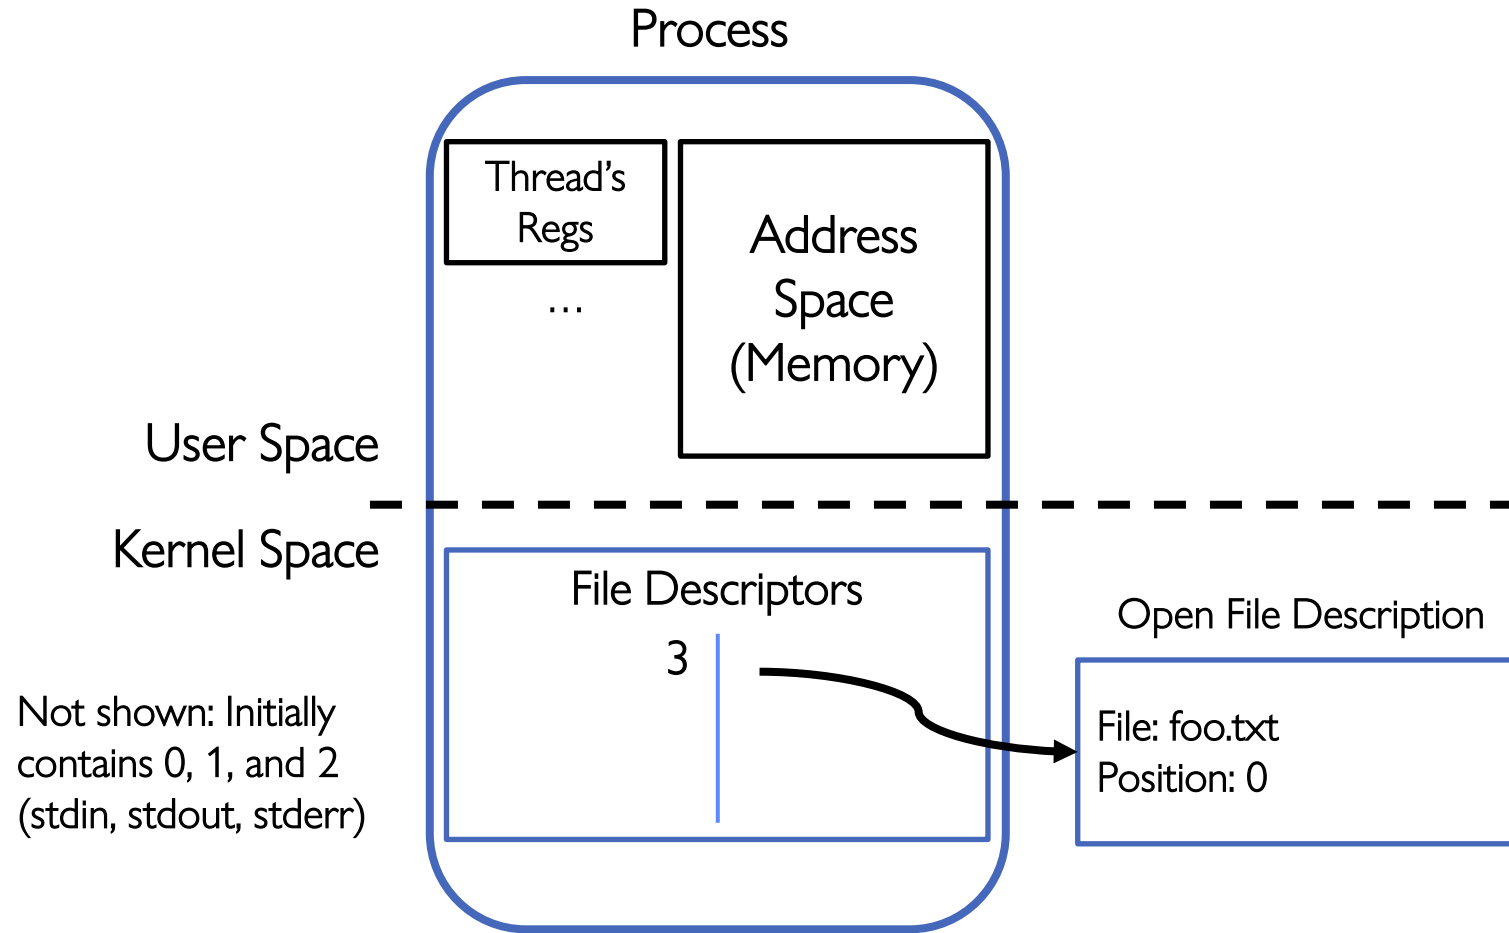 Process
Thread’s
Regs
...
Address
Space
(Memory)
User Space
Kernel Space
File Descriptors
3
Open File Description
File: foo.txt
Position: 0
Not shown: Initially
contains 0, 1, and 2
(stdin, stdout, stderr)